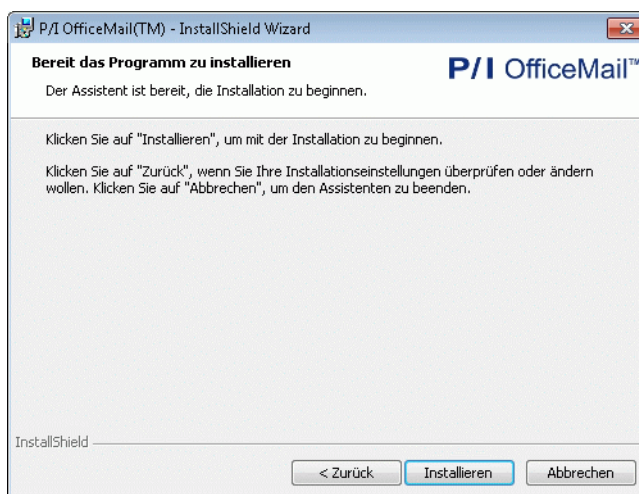 P/I OfficeMail(TM) - InstallShield Wizard
Bereit das Programm zu installieren
P/I OfficeMail™
Der Assistent ist bereit, die Installation zu beginnen.
Klicken Sie auf "Installieren", um mit der Installation zu beginnen.
Klicken Sie auf "Zurück", wenn Sie Ihre Installationseinstellungen überprüfen oder ändern
wollen. Klicken Sie auf "Abbrechen", um den Assistenten zu beenden.
InstallShield
< Zurück
Installieren
Abbrechen